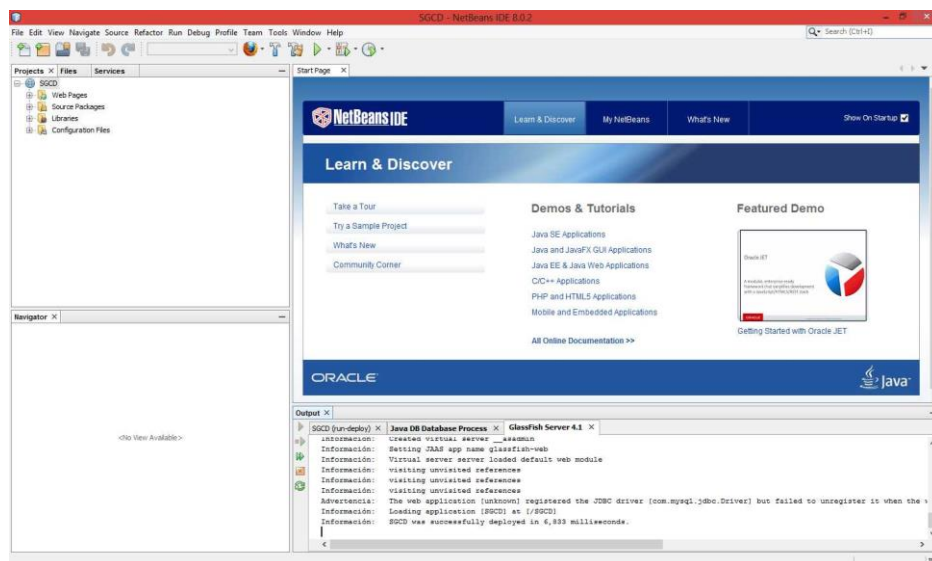 SGCD - NetBeans IDE 8.0.2
File Edit View Navigate Source Refactor Run Debug Profile Team Tools Window Help
Search (Ctrl+I)
Projects Files Services
SGCD
Web Pages
Source Packages
Libraries
Configuration Files
Start Page
NetBeans IDE
Learn & Discover My NetBeans What's New Show On Startup
Learn & Discover
Take a Tour
Try a Sample Project
What's New
Community Corner
Demos & Tutorials
Java SE Applications
Java and JavaFX GUI Applications
Java EE & Java Web Applications
C/C++ Applications
PHP and HTML5 Applications
Mobile and Embedded Applications
All Online Documentation >>
Featured Demo
Oracle JET
Getting Started with Oracle JET
ORACLE
Java
Navigator
<No View Available>
Output
SGCD (run-deploy) Java DB Database Process GlassFish Server 4.1
Información: Created virtual server __asadmin
Información: Setting JAAS app name glassfish-web
Información: Virtual server server loaded default web module
Información: visiting unvisited references
Información: visiting unvisited references
Información: visiting unvisited references
Advertencia: The web application [unknown] registered the JDBC driver [com.mysql.jdbc.Driver] but failed to unregister it when the
Información: Loading application [SGCD] at [/SGCD]
Información: SGCD was successfully deployed in 6,833 milliseconds.